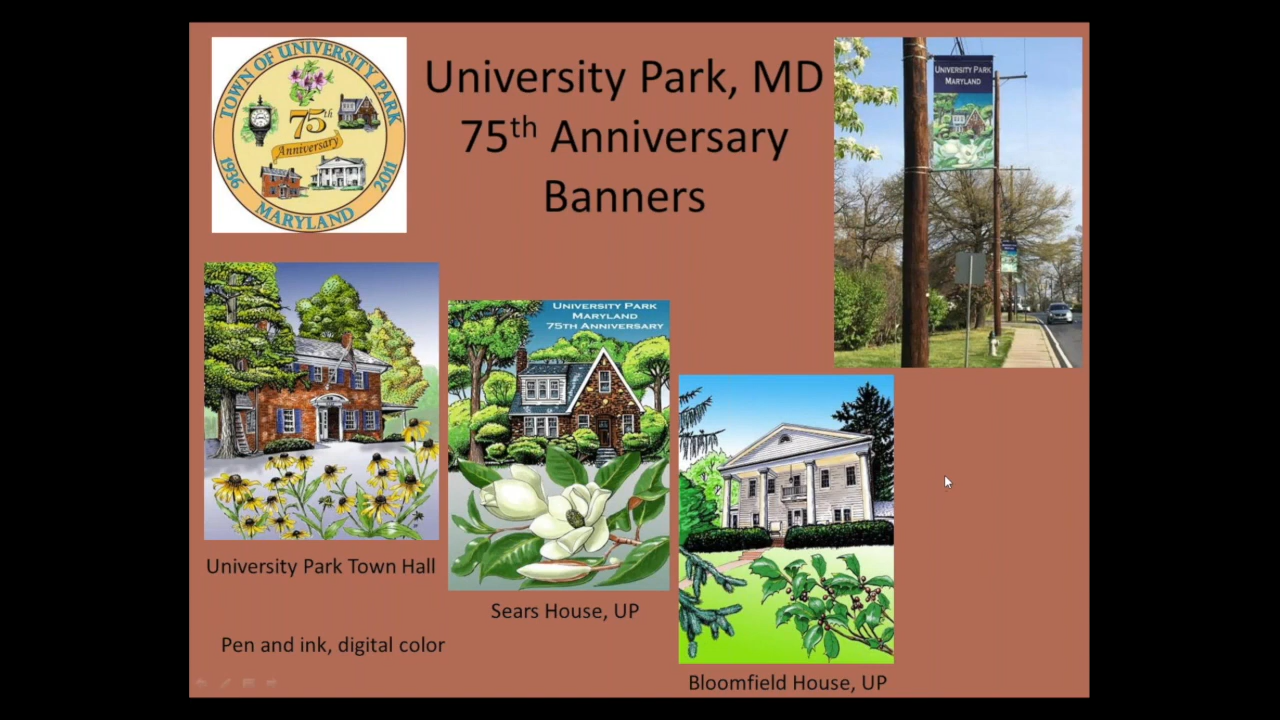 TOWN OF UNIVERSITY PARK
75th
Anniversary
1936
2011
MARYLAND
University Park, MD
75th Anniversary
Banners
UNIVERSITY PARK
MARYLAND
UNIVERSITY PARK
MARYLAND
75TH ANNIVERSARY
University Park Town Hall
Sears House, UP
Pen and ink, digital color
Bloomfield House, UP